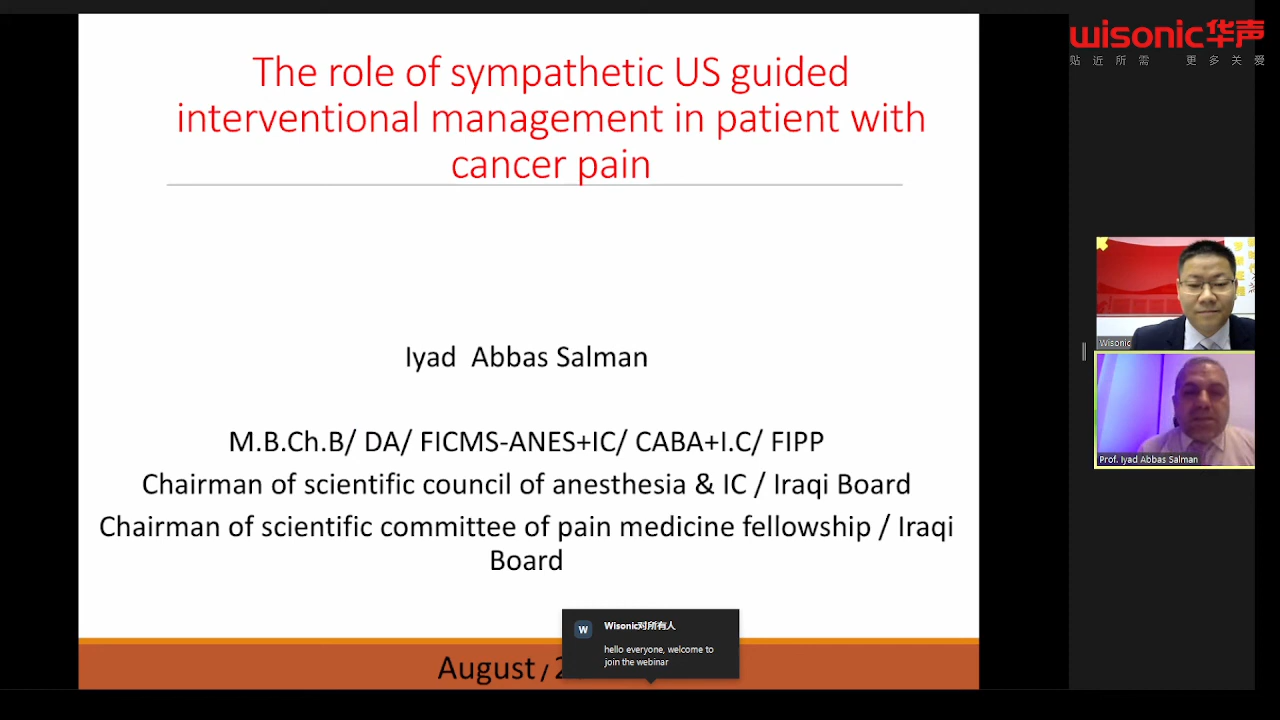 The role of sympathetic US guided
interventional management in patient with
cancer pain
Iyad Abbas Salman
M.B.Ch.B/ DA/ FICMS-ANES+IC/ CABA+I.C/ FIPP
Chairman of scientific council of anesthesia & IC / Iraqi Board
Chairman of scientific committee of pain medicine fellowship / Iraqi
Board
August / 2
W
Wisonic对所有人
hello everyone, welcome to
join the webinar
wisonic华声
贴近所需 更多关爱
Wisonic
Prof. Iyad Abbas Salman